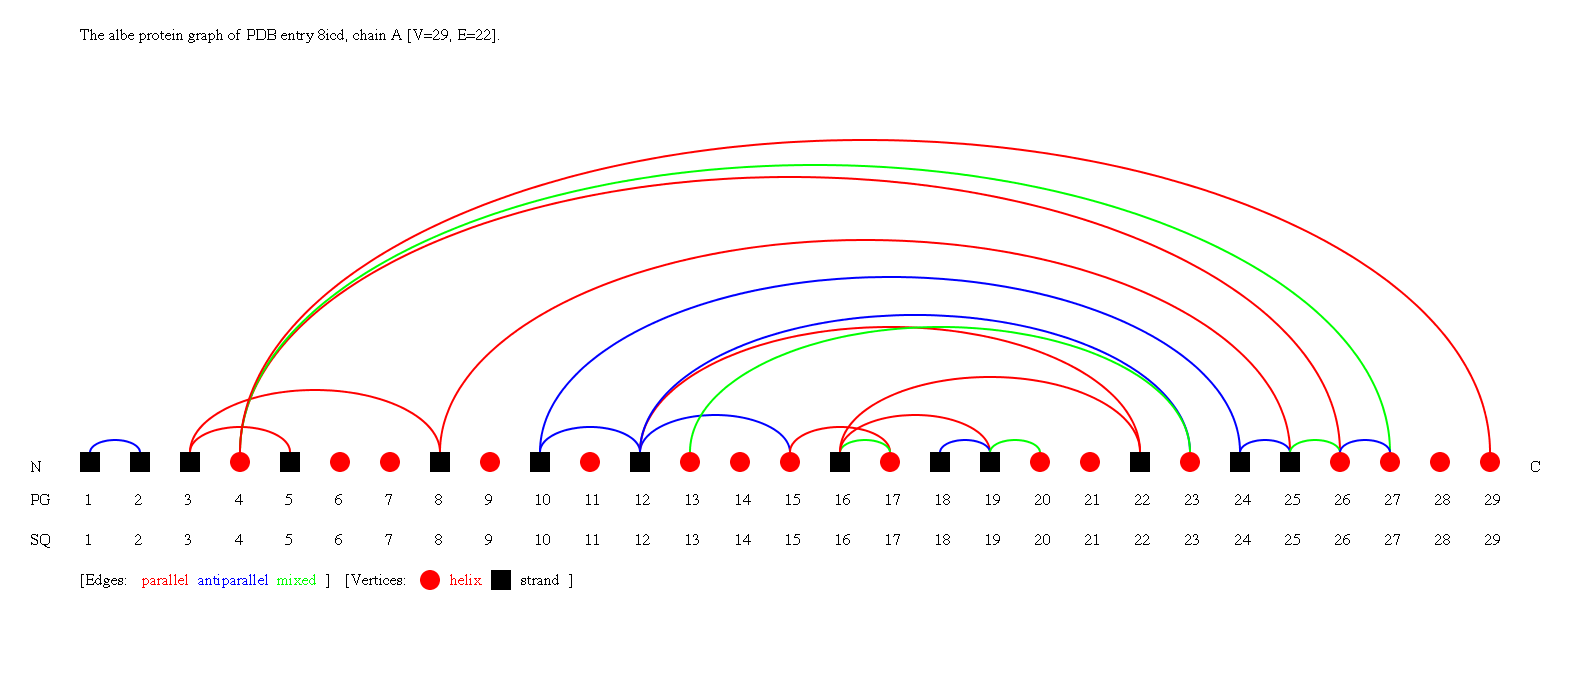 The albe protein graph of PDB entry 8icd, chain A [V=29, E=22].
N C
PG 1 2 3 4 5 6 7 8 9 10 11 12 13 14 15 16 17 18 19 20 21 22 23 24 25 26 27 28 29
SQ 1 2 3 4 5 6 7 8 9 10 11 12 13 14 15 16 17 18 19 20 21 22 23 24 25 26 27 28 29
[Edges: parallel antiparallel mixed ] [Vertices: helix strand ]